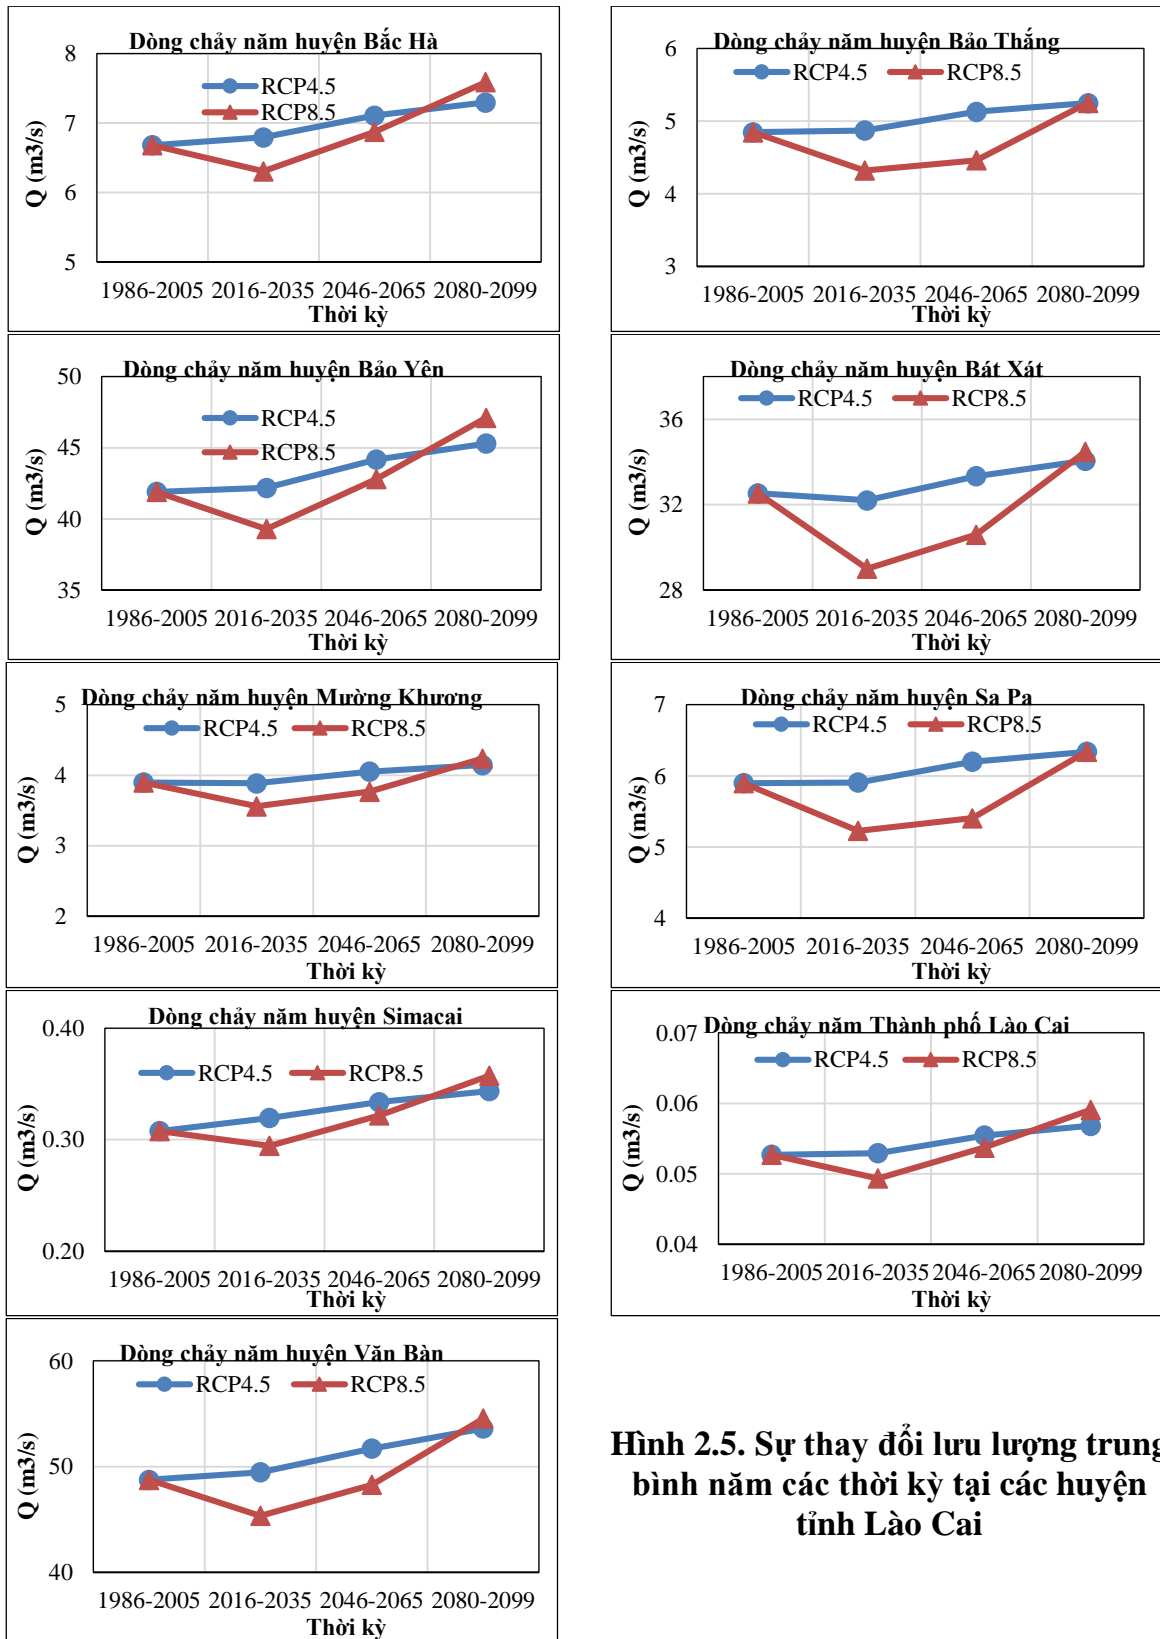 Dòng chảy năm huyện Bắc Hà
RCP4.5
RCP8.5
Q (m3/s)
8
7
6
5
1986-2005 2016-2035 2046-2065 2080-2099
Thời kỳ
Dòng chảy năm huyện Bảo Thắng
RCP4.5 RCP8.5
Q (m3/s)
6
5
4
3
1986-2005 2016-2035 2046-2065 2080-2099
Thời kỳ
Dòng chảy năm huyện Bảo Yên
RCP4.5
RCP8.5
Q (m3/s)
50
45
40
35
1986-2005 2016-2035 2046-2065 2080-2099
Thời kỳ
Dòng chảy năm huyện Bát Xát
RCP4.5 RCP8.5
Q (m3/s)
36
32
28
1986-2005 2016-2035 2046-2065 2080-2099
Thời kỳ
Dòng chảy năm huyện Mường Khương
RCP4.5 RCP8.5
Q (m3/s)
5
4
3
2
1986-2005 2016-2035 2046-2065 2080-2099
Thời kỳ
Dòng chảy năm huyện Sa Pa
RCP4.5 RCP8.5
Q (m3/s)
7
6
5
4
1986-2005 2016-2035 2046-2065 2080-2099
Thời kỳ
Dòng chảy năm huyện Simacai
RCP4.5 RCP8.5
Q (m3/s)
0.40
0.30
0.20
1986-2005 2016-2035 2046-2065 2080-2099
Thời kỳ
Dòng chảy năm Thành phố Lào Cai
RCP4.5 RCP8.5
Q (m3/s)
0.07
0.06
0.05
0.04
1986-2005 2016-2035 2046-2065 2080-2099
Thời kỳ
Dòng chảy năm huyện Văn Bàn
RCP4.5 RCP8.5
Q (m3/s)
60
50
40
1986-2005 2016-2035 2046-2065 2080-2099
Thời kỳ
Hình 2.5. Sự thay đổi lưu lượng trung
bình năm các thời kỳ tại các huyện
tỉnh Lào Cai